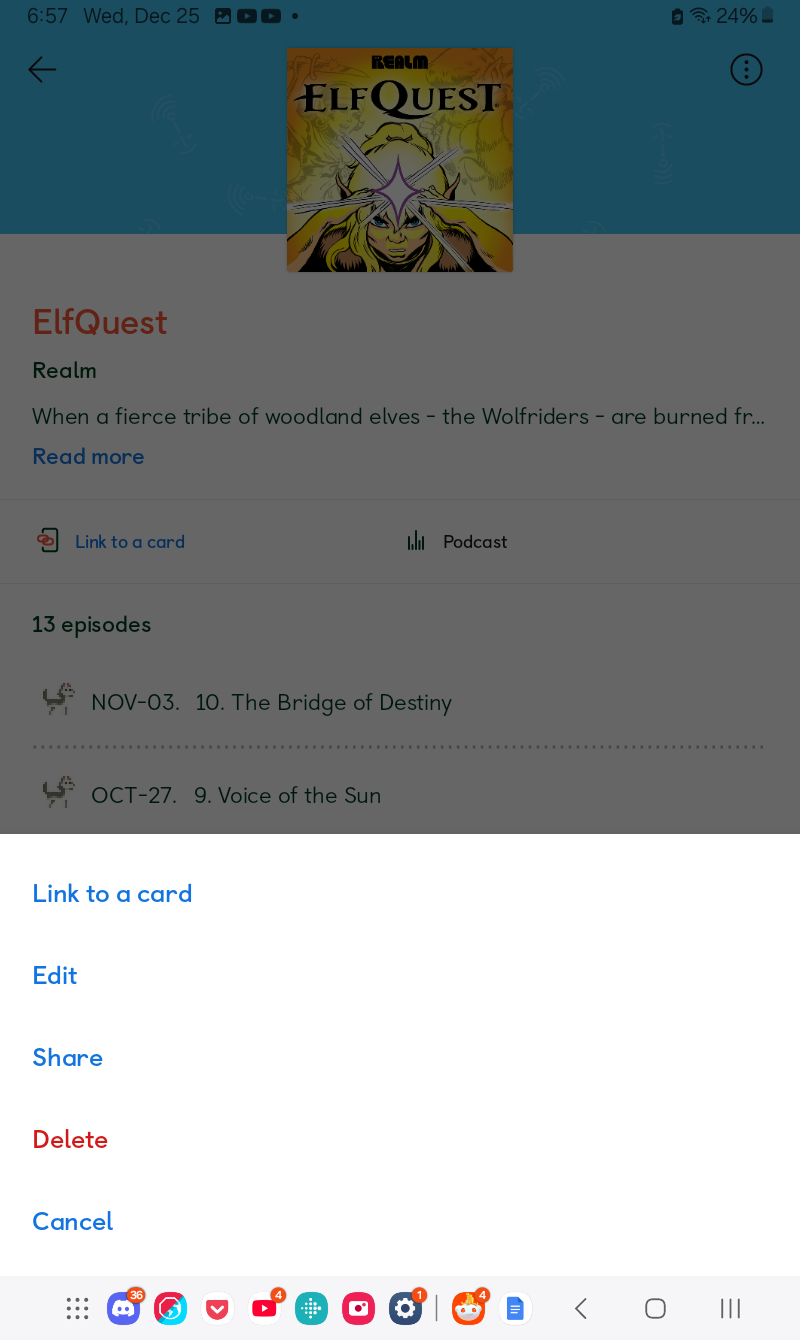 6:57 Wed, Dec 25 24%
REALM
ELFQUEST
ElfQuest
Realm
When a fierce tribe of woodland elves - the Wolfriders - are burned fr...
Read more
Link to a card Podcast
13 episodes
NOV-03. 10. The Bridge of Destiny
OCT-27. 9. Voice of the Sun
Link to a card
Edit
Share
Delete
Cancel
36 4 1 4